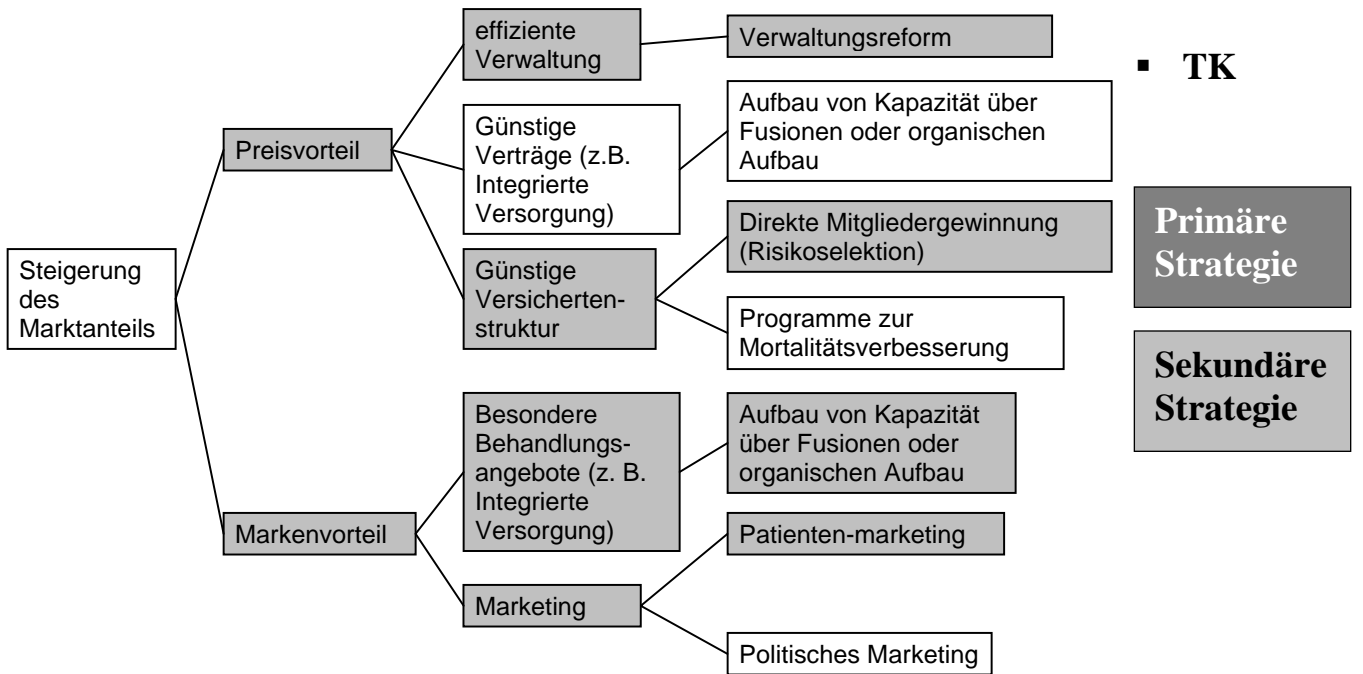 effiziente
Verwaltung
Verwaltungsreform
▪ TK
Günstige
Verträge (z.B.
Integrierte
Versorgung)
Aufbau von Kapazität über
Fusionen oder organischen
Aufbau
Preisvorteil
Direkte Mitgliedergewinnung
(Risikoselektion)
Primäre
Strategie
Steigerung
des
Marktanteils
Günstige
Versicherten-
struktur
Programme zur
Mortalitätsverbesserung
Sekundäre
Strategie
Besondere
Behandlungs-
angebote (z. B.
Integrierte
Versorgung)
Aufbau von Kapazität
über Fusionen oder
organischen Aufbau
Markenvorteil
Patienten-marketing
Marketing
Politisches Marketing